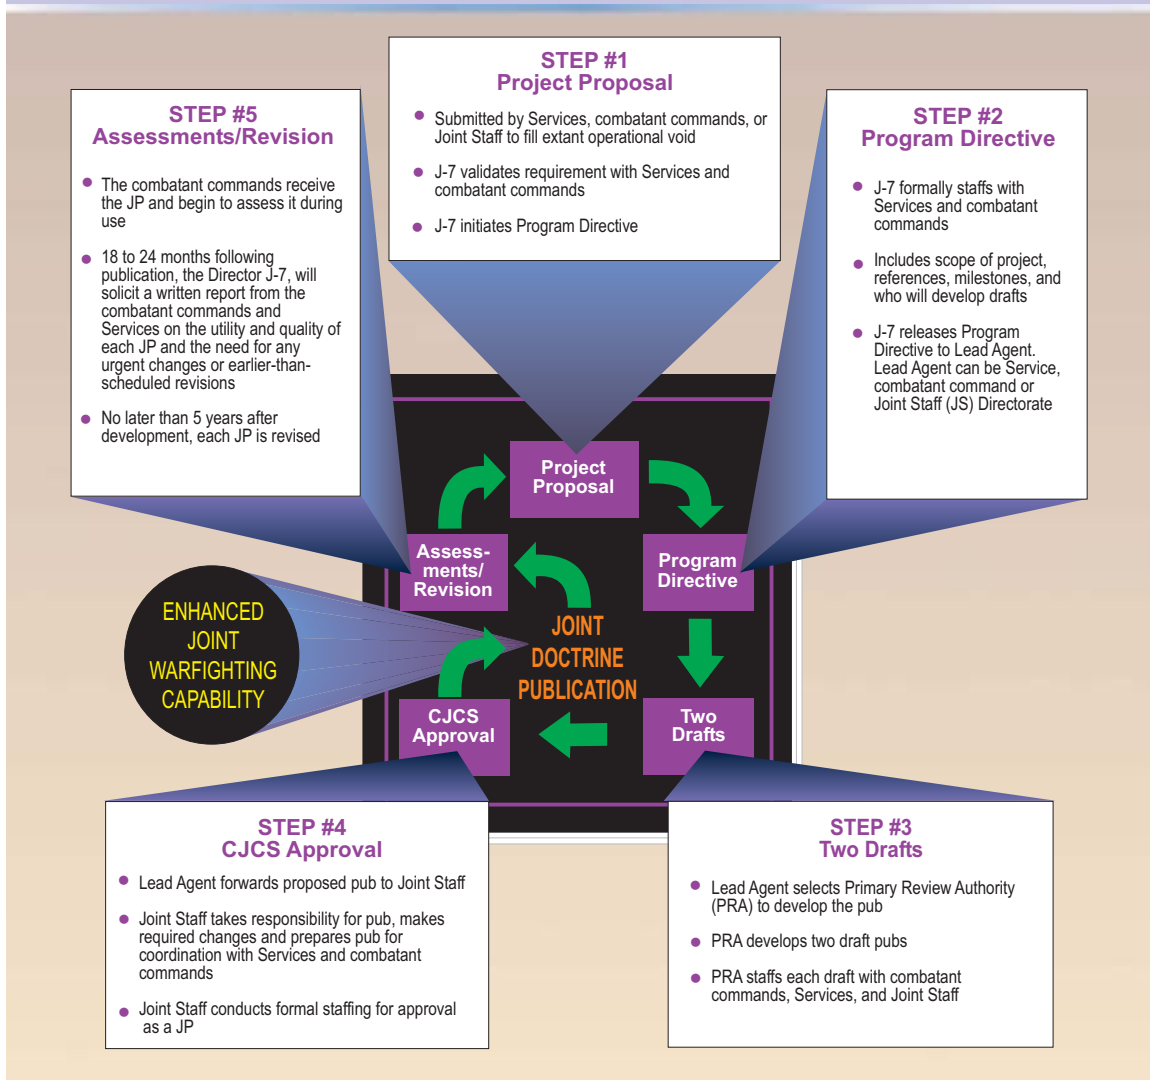 STEP #1
Project Proposal
• Submitted by Services, combatant commands, or
Joint Staff to fill extant operational void
• J-7 validates requirement with Services and
combatant commands
• J-7 initiates Program Directive
STEP #5
Assessments/Revision
• The combatant commands receive
the JP and begin to assess it during
use
• 18 to 24 months following
publication, the Director J-7, will
solicit a written report from the
combatant commands and
Services on the utility and quality of
each JP and the need for any
urgent changes or earlier-than-
scheduled revisions
• No later than 5 years after
development, each JP is revised
STEP #2
Program Directive
• J-7 formally staffs with
Services and combatant
commands
• Includes scope of project,
references, milestones, and
who will develop drafts
• J-7 releases Program
Directive to Lead Agent.
Lead Agent can be Service,
combatant command or
Joint Staff (JS) Directorate
Project
Proposal
Assess-
ments/
Revision
Program
Directive
ENHANCED
JOINT
WARFIGHTING
CAPABILITY
JOINT
DOCTRINE
PUBLICATION
CJCS
Approval
Two
Drafts
STEP #4
CJCS Approval
• Lead Agent forwards proposed pub to Joint Staff
• Joint Staff takes responsibility for pub, makes
required changes and prepares pub for
coordination with Services and combatant
commands
• Joint Staff conducts formal staffing for approval
as a JP
STEP #3
Two Drafts
• Lead Agent selects Primary Review Authority
(PRA) to develop the pub
• PRA develops two draft pubs
• PRA staffs each draft with combatant
commands, Services, and Joint Staff